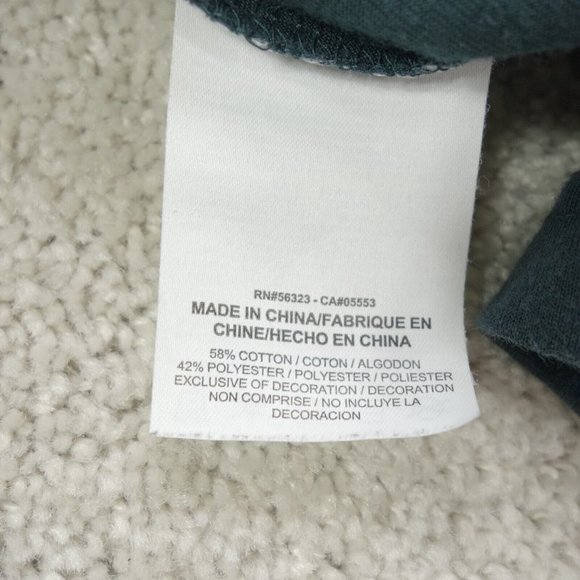 RN#56323 - CA#05553
MADE IN CHINA/FABRIQUE EN
CHINE/HECHO EN CHINA
58% COTTON / COTON / ALGODON
42% POLYESTER / POLYESTER / POLIESTER
EXCLUSIVE OF DECORATION / DECORATION
NON COMPRISE / NO INCLUYE LA
DECORACION